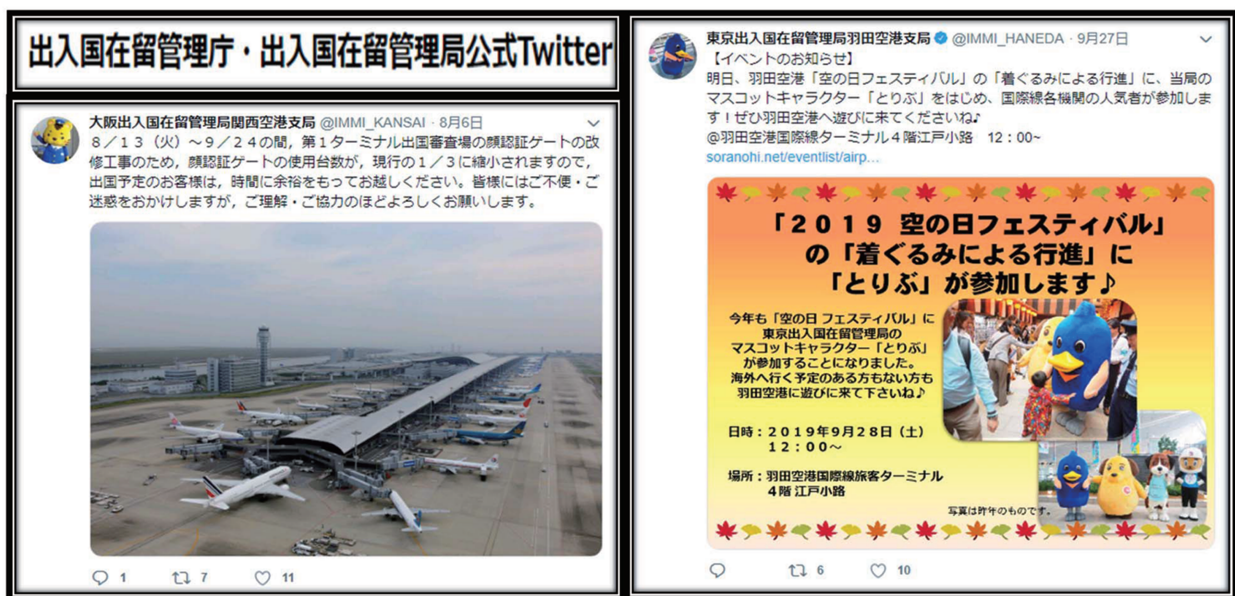 出入国在留管理庁・出入国在留管理局公式Twitter
大阪出入国在留管理局関西空港支局 @IMMI_KANSAI · 8月6日
8／13（火）～9／24の間，第1ターミナル出国審査場の顔認証ゲートの改
修工事のため，顔認証ゲートの使用台数が，現行の1／3に縮小されますので，
出国予定のお客様は，時間に余裕をもってお越しください。皆様にはご不便・ご
迷惑をおかけしますが，ご理解・ご協力のほどよろしくお願いします。
1 7 11
東京出入国在留管理局羽田空港支局 @IMMI_HANEDA · 9月27日
【イベントのお知らせ】
明日、羽田空港「空の日フェスティバル」の「着ぐるみによる行進」に、当局の
マスコットキャラクター「とりぶ」をはじめ、国際線各機関の人気者が参加しま
す！ぜひ羽田空港へ遊びに来てくださいね♪
@羽田空港国際線ターミナル４階江戸小路　12：00~
soranohi.net/eventlist/airp…
「２０１９ 空の日フェスティバル」
の「着ぐるみによる行進」に
「とりぶ」が参加します♪
今年も「空の日 フェスティバル」に
東京出入国在留管理局の
マスコットキャラクター「とりぶ」
が参加することになりました。
海外へ行く予定のある方もない方も
羽田空港に遊びに来て下さいね♪
日時：２０１９年９月２８日（土）
１２：００～
場所：羽田空港国際線旅客ターミナル
４階 江戸小路
写真は昨年のものです。
6 10